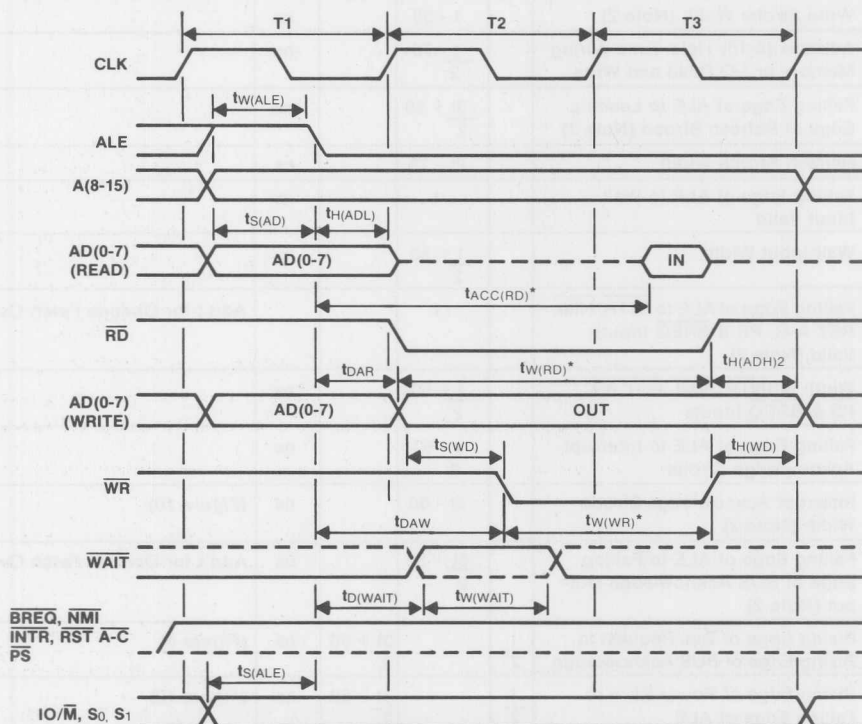 T1 T2 T3
CLK
tW(ALE)
ALE
A(8-15)
tS(AD) tH(ADL)
AD(0-7)
(READ)
AD(0-7) IN
tACC(RD)*
RD
tDAR tW(RD)* tH(ADH)2
AD(0-7)
(WRITE)
AD(0-7) OUT
tS(WD) tH(WD)
WR
tDAW tW(WR)*
WAIT
tD(WAIT) tW(WAIT)
BREQ, NMI
INTR, RST A-C
PS
tS(ALE)
IO/M, S0, S1